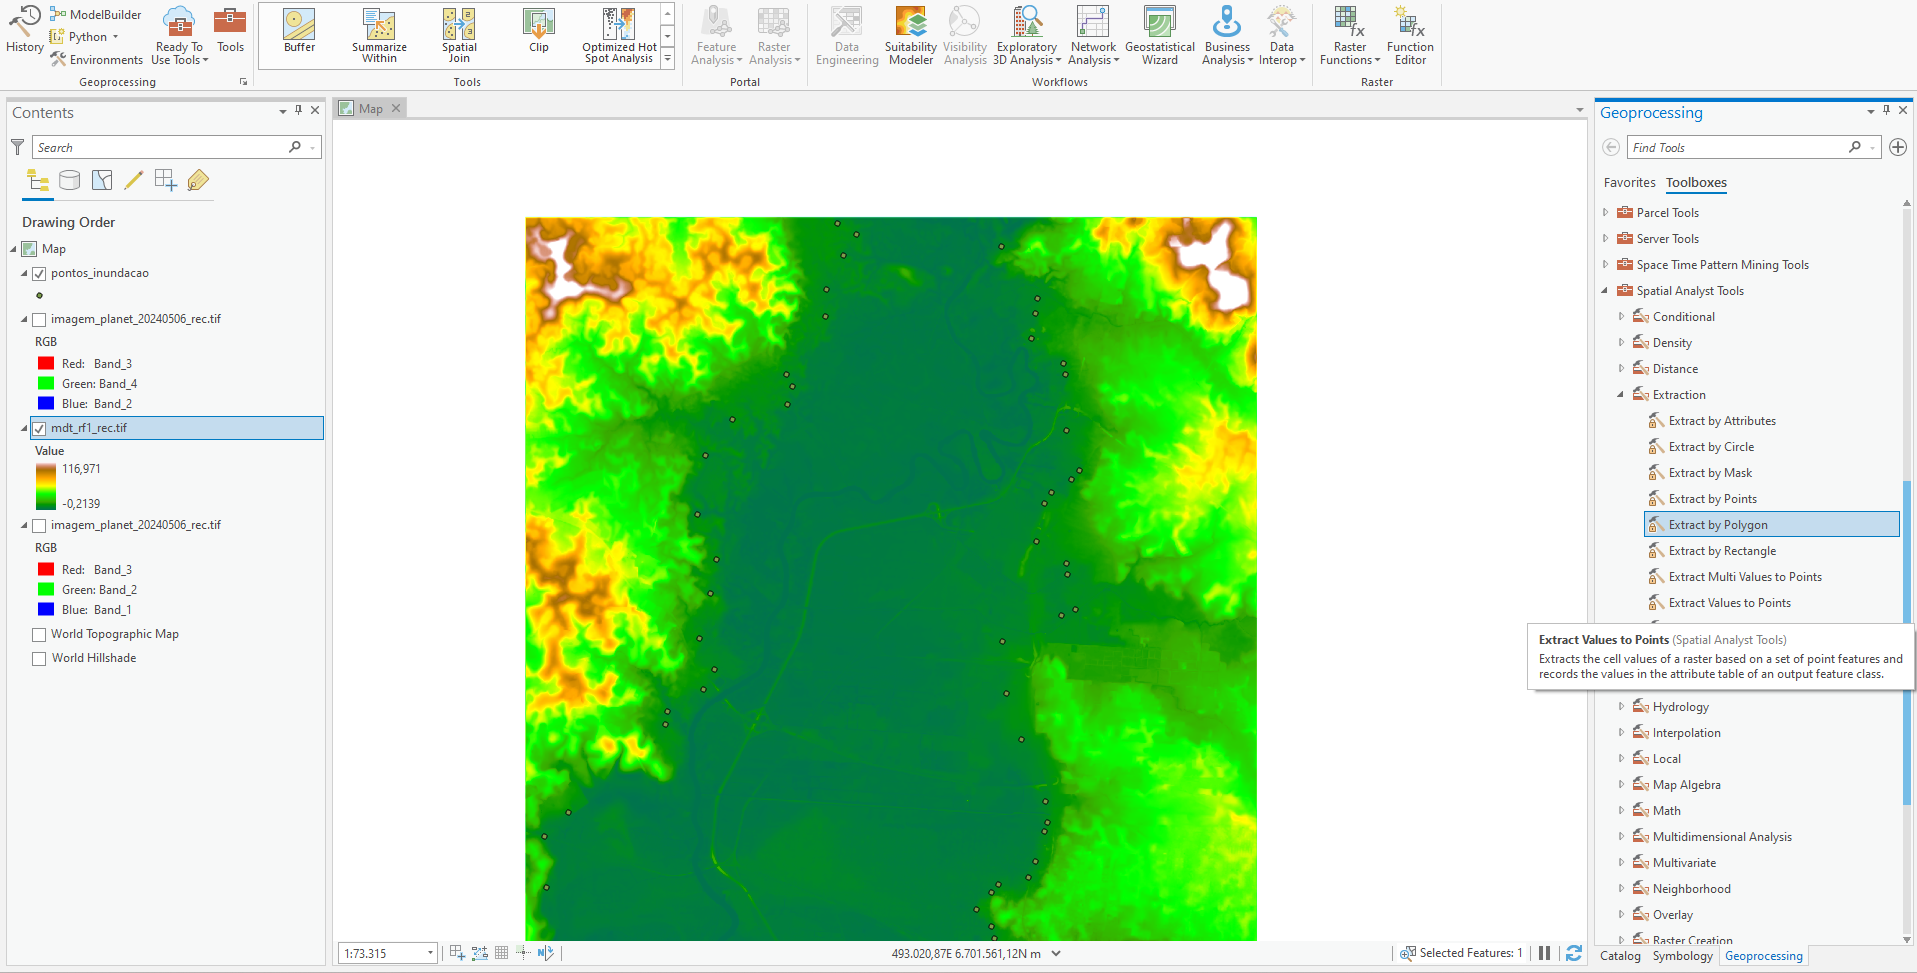 History
ModelBuilder
Python
Environments
Ready To
Use Tools
Tools
Geoprocessing
Buffer
Summarize
Within
Spatial
Join
Clip
Optimized Hot
Spot Analysis
Tools
Feature
Analysis
Raster
Analysis
Portal
Data
Engineering
Suitability
Modeler
Visibility
Analysis
Exploratory
3D Analysis
Network
Analysis
Geostatistical
Wizard
Business
Analysis
Data
Interop
Workflows
Raster
Functions
Function
Editor
Raster
Contents
Search
Drawing Order
Map
pontos_inundacao
imagem_planet_20240506_rec.tif
RGB
Red: Band_3
Green: Band_4
Blue: Band_2
mdt_rf1_rec.tif
Value
116,971
-0,2139
imagem_planet_20240506_rec.tif
RGB
Red: Band_3
Green: Band_2
Blue: Band_1
World Topographic Map
World Hillshade
Map
1:73.315
493.020,87E 6.701.561,12N m
Selected Features: 1
Geoprocessing
Find Tools
Favorites Toolboxes
Parcel Tools
Server Tools
Space Time Pattern Mining Tools
Spatial Analyst Tools
Conditional
Density
Distance
Extraction
Extract by Attributes
Extract by Circle
Extract by Mask
Extract by Points
Extract by Polygon
Extract by Rectangle
Extract Multi Values to Points
Extract Values to Points
Extract Values to Points (Spatial Analyst Tools)
Extracts the cell values of a raster based on a set of point features and
records the values in the attribute table of an output feature class.
Hydrology
Interpolation
Local
Map Algebra
Math
Multidimensional Analysis
Multivariate
Neighborhood
Overlay
Raster Creation
Catalog Symbology Geoprocessing